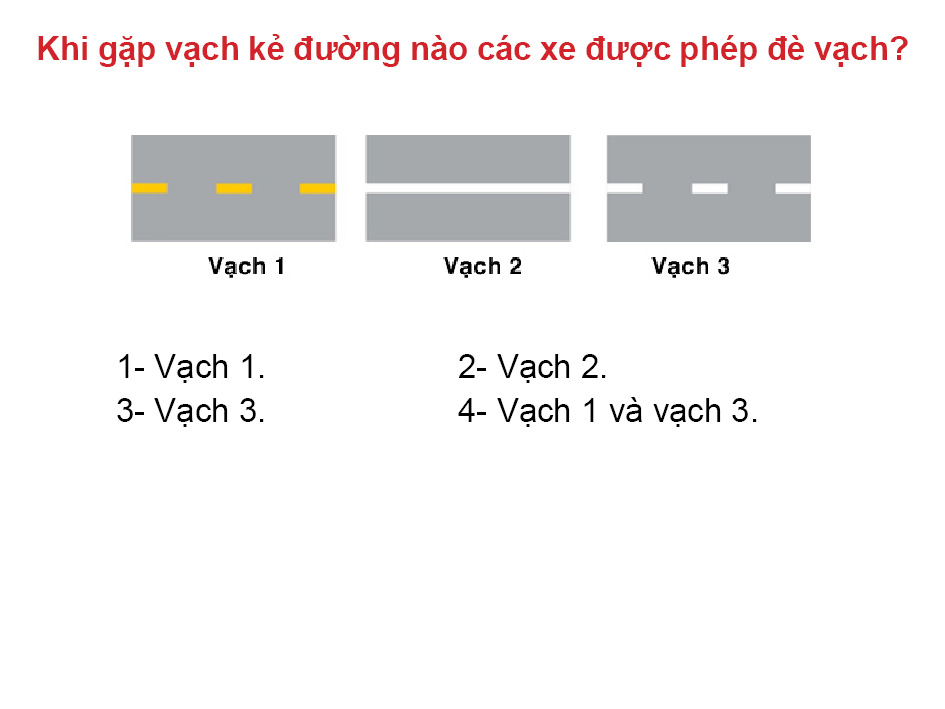 Khi gặp vạch kẻ đường nào các xe được phép đè vạch?
Vạch 1 Vạch 2 Vạch 3
1- Vạch 1. 2- Vạch 2.
3- Vạch 3. 4- Vạch 1 và vạch 3.